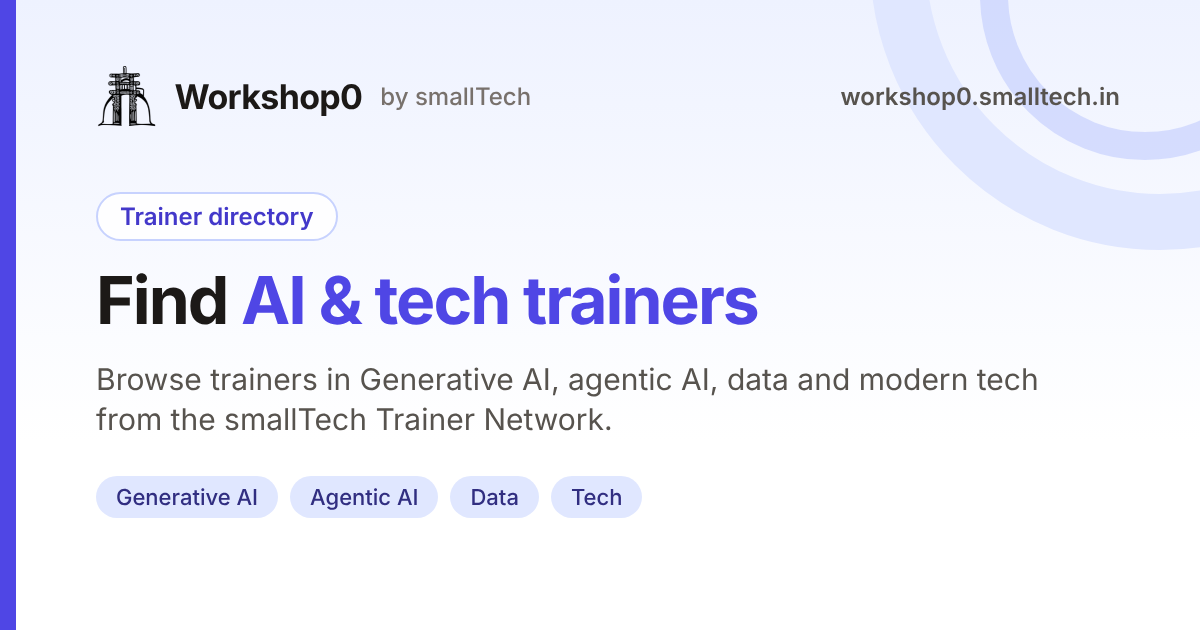 Workshop0 by smallTech
workshop0.smalltech.in
Trainer directory
Find AI & tech trainers
Browse trainers in Generative AI, agentic AI, data and modern tech
from the smallTech Trainer Network.
Generative AI
Agentic AI
Data
Tech